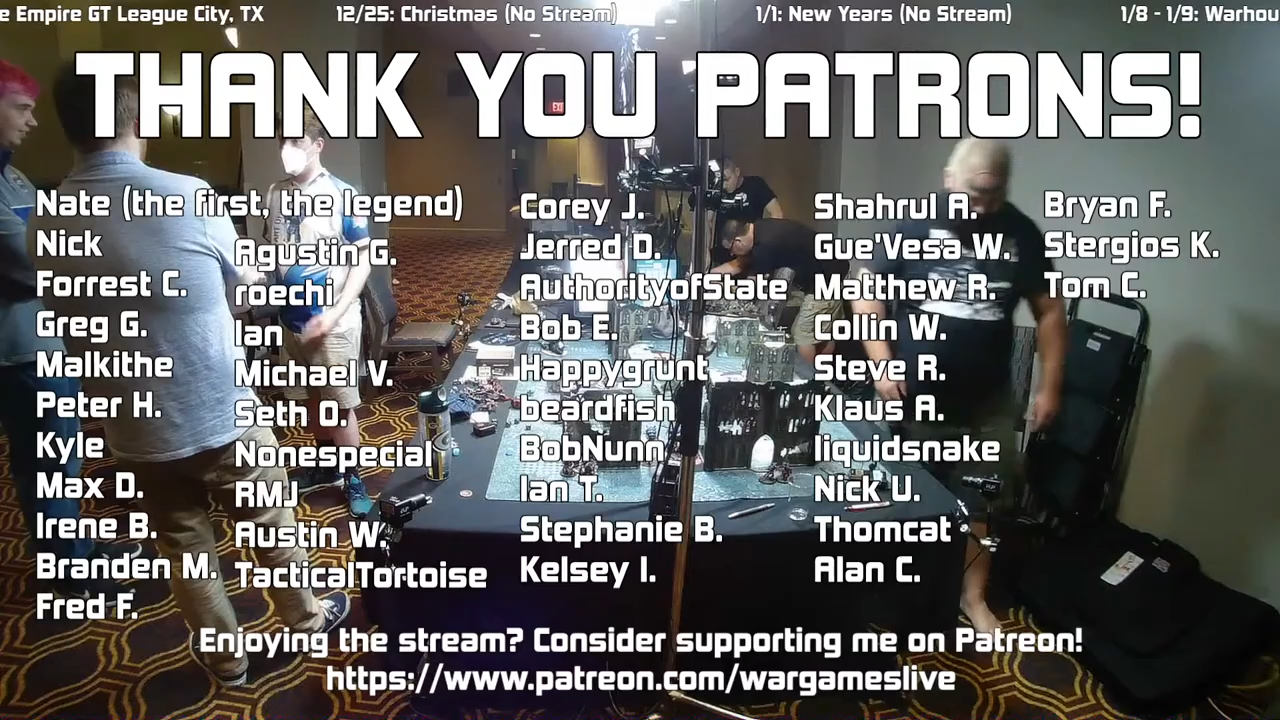 e Empire GT League City, TX 12/25: Christmas (No Stream) 1/1: New Years (No Stream) 1/8 - 1/9: Warhou
THANK YOU PATRONS!
EXIT
Nate (the first, the legend)
Nick
Forrest C.
Greg G.
Malkithe
Peter H.
Kyle
Max D.
Irene B.
Branden M.
Fred F.
Agustin G.
roechi
Ian
Michael V.
Seth O.
Nonespecial
RMJ
Austin W.
TacticalTortoise
Corey J.
Jerred D.
AuthorityofState
Bob E.
Happygrunt
beardfish
BobNunn
Ian T.
Stephanie B.
Kelsey I.
Shahrul A.
Gue'Vesa W.
Matthew R.
Collin W.
Steve R.
Klaus A.
liquidsnake
Nick U.
Thomcat
Alan C.
Bryan F.
Stergios K.
Tom C.
Enjoying the stream? Consider supporting me on Patreon!
https://www.patreon.com/wargameslive